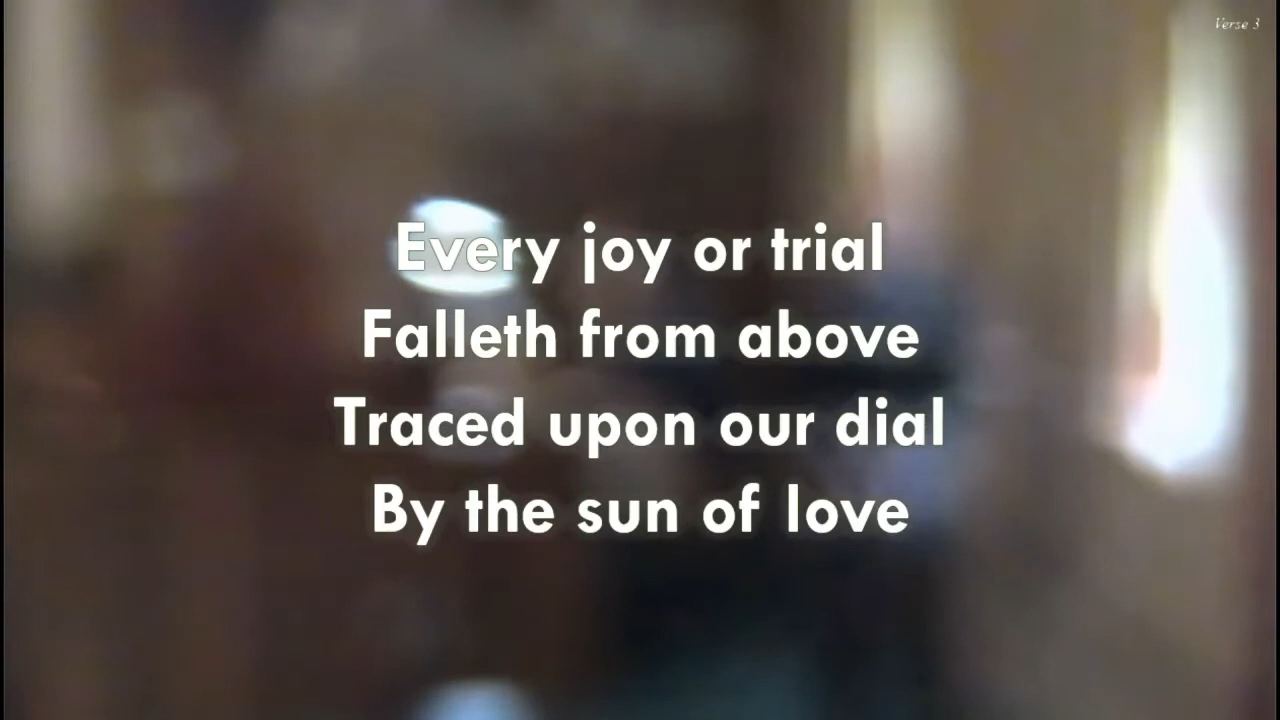 Verse 3
Every joy or trial
Falleth from above
Traced upon our dial
By the sun of love